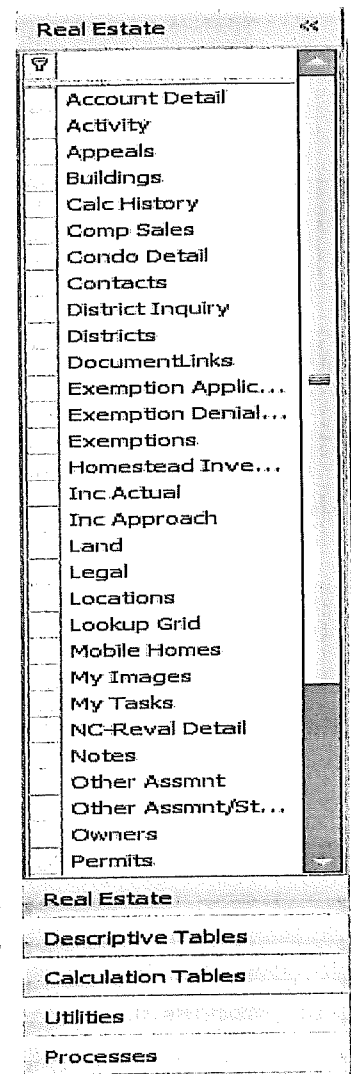 Real Estate <<
Account Detail
Activity
Appeals
Buildings
Calc History
Comp Sales
Condo Detail
Contacts
District Inquiry
Districts
DocumentLinks
Exemption Applic...
Exemption Denial...
Exemptions
Homestead Inve...
Inc Actual
Inc Approach
Land
Legal
Locations
Lookup Grid
Mobile Homes
My Images
My Tasks
NC-Reval Detail
Notes
Other Assmnt
Other Assmnt/St...
Owners
Permits
Real Estate
Descriptive Tables
Calculation Tables
Utilities
Processes